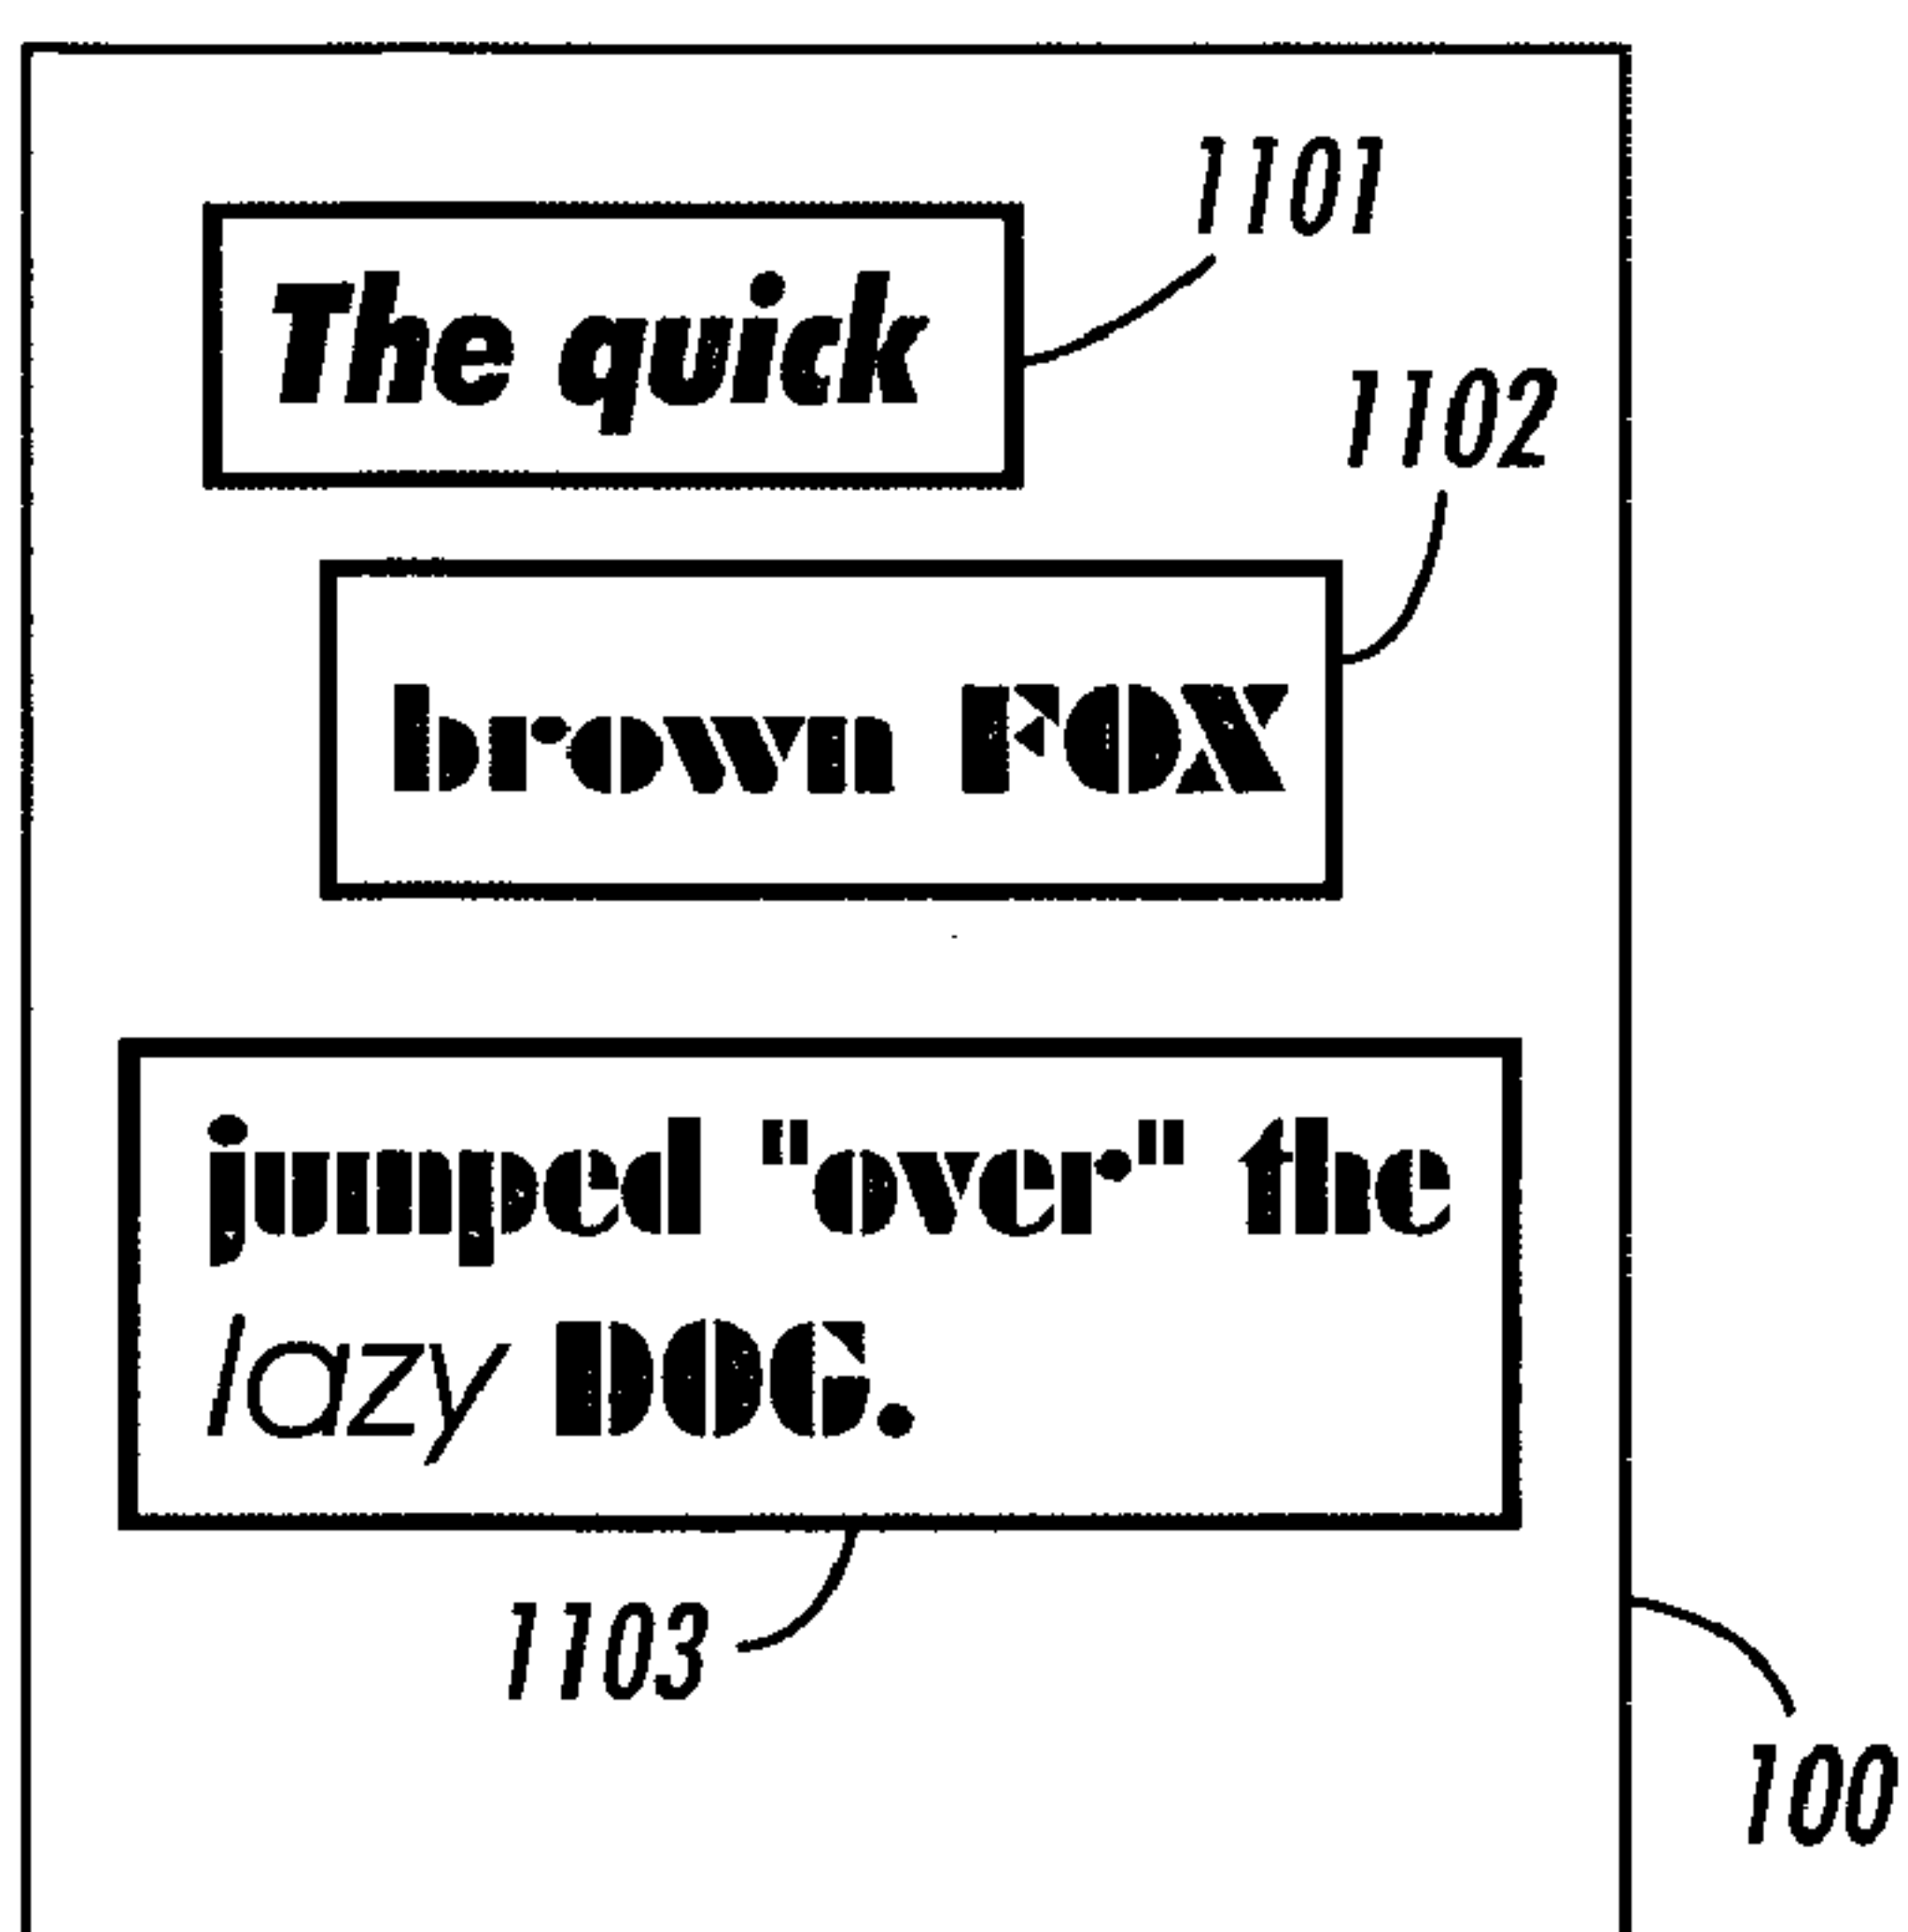 1101
The quick
1102
brown FOX
jumped "over" the
lazy DOG.
1103
100